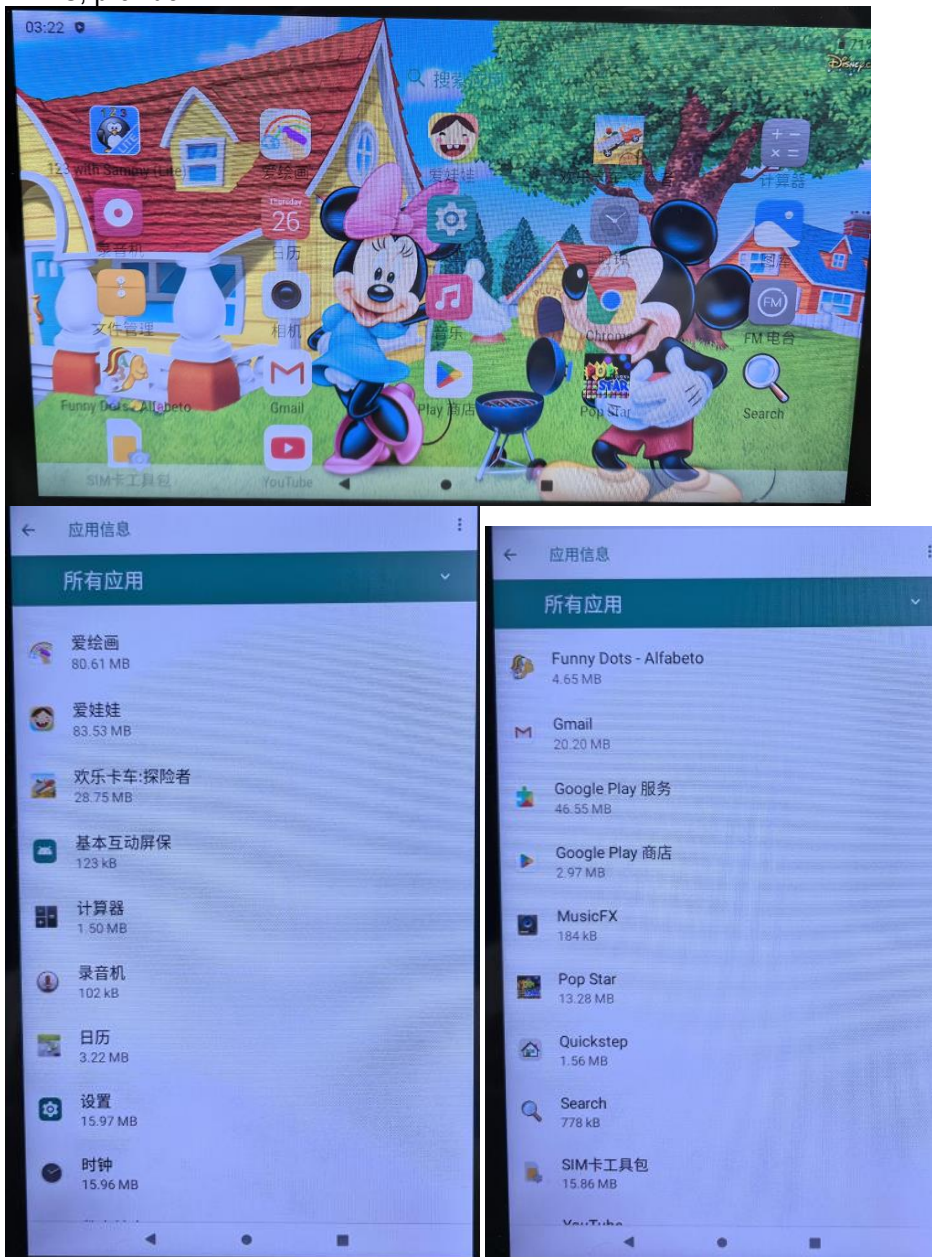 03:22
71%
Disney
搜索应用
123 with Sammy (Lite)
爱绘画
爱娃娃
计算器
录音机
Thursday
26
日历
时钟
图库
文件管理
相机
音乐
Chrome
FM
FM 电台
Funny Dots - Alfabeto
Gmail
Play 商店
POP
STAR
Pop Star
Search
SIM卡工具包
YouTube
应用信息
所有应用
爱绘画
80.61 MB
爱娃娃
83.53 MB
欢乐卡车:探险者
28.75 MB
基本互动屏保
123 kB
计算器
1.50 MB
录音机
102 kB
日历
3.22 MB
设置
15.97 MB
时钟
15.96 MB
应用信息
所有应用
Funny Dots - Alfabeto
4.65 MB
Gmail
20.20 MB
Google Play 服务
46.55 MB
Google Play 商店
2.97 MB
MusicFX
184 kB
Pop Star
13.28 MB
Quickstep
1.56 MB
Search
778 kB
SIM卡工具包
15.86 MB
YouTube